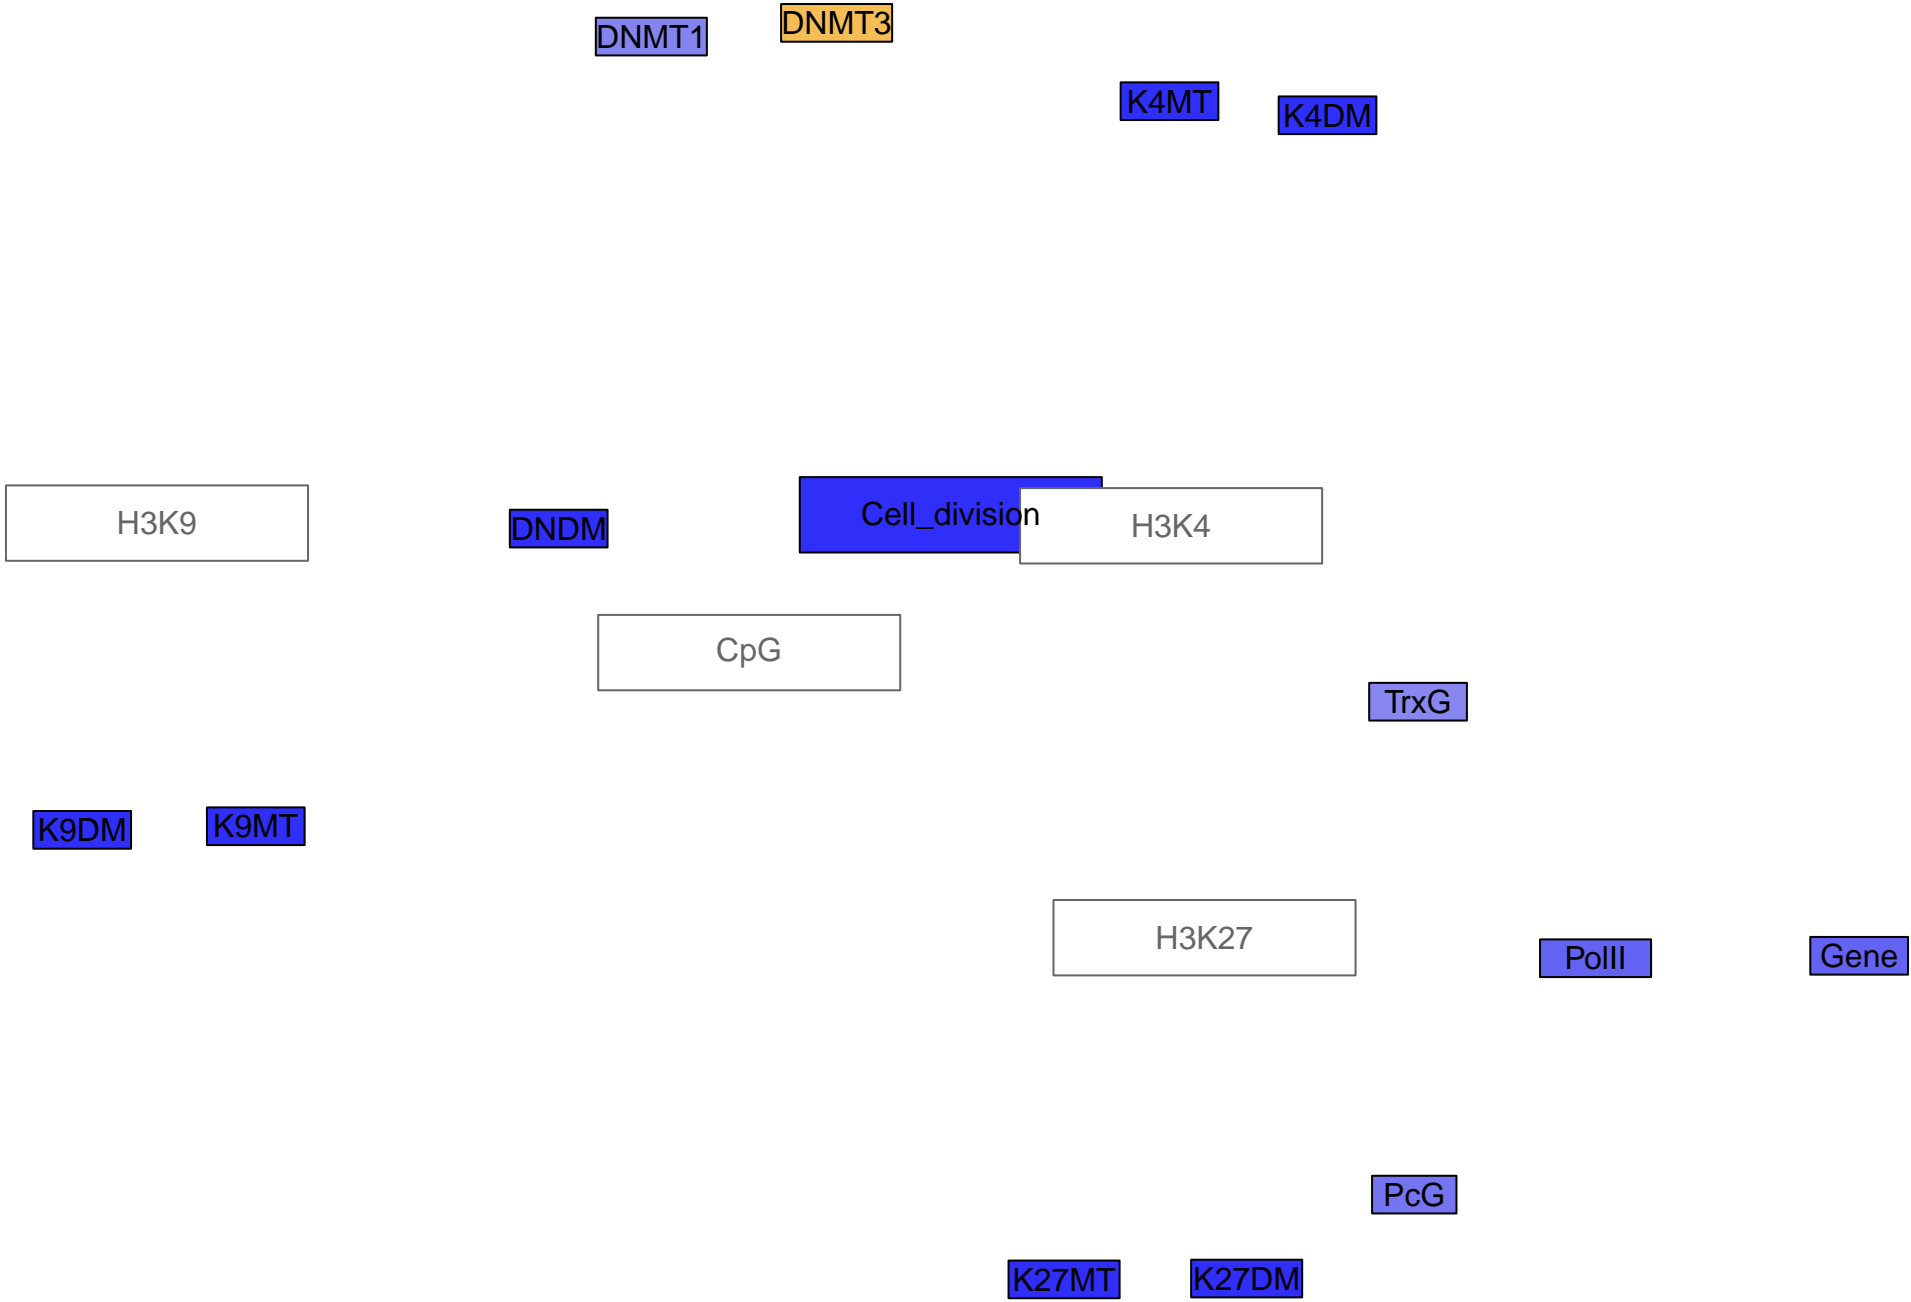 DNMT1
DNMT3
K4MT
K4DM
H3K9
DNDM
Cell_division
H3K4
CpG
TrxG
K9DM
K9MT
H3K27
PolII
Gene
PcG
K27MT
K27DM